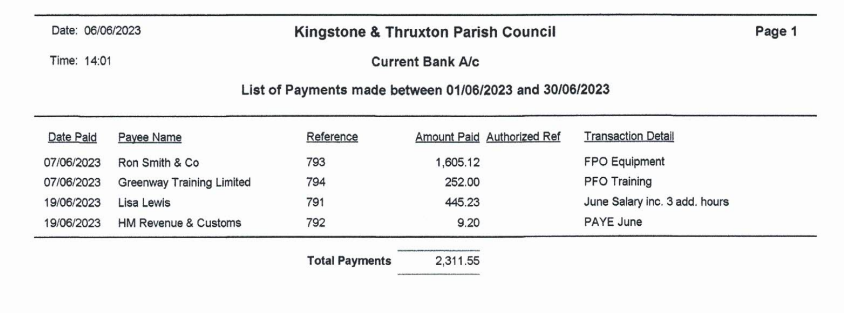 Date: 06/06/2023 Kingstone & Thruxton Parish Council Page 1
Time: 14:01 Current Bank A/c
List of Payments made between 01/06/2023 and 30/06/2023
Date Paid Payee Name Reference Amount Paid Authorized Ref Transaction Detail
07/06/2023 Ron Smith & Co 793 1,605.12 FPO Equipment
07/06/2023 Greenway Training Limited 794 252.00 PFO Training
19/06/2023 Lisa Lewis 791 445.23 June Salary inc. 3 add. hours
19/06/2023 HM Revenue & Customs 792 9.20 PAYE June
Total Payments 2,311.55